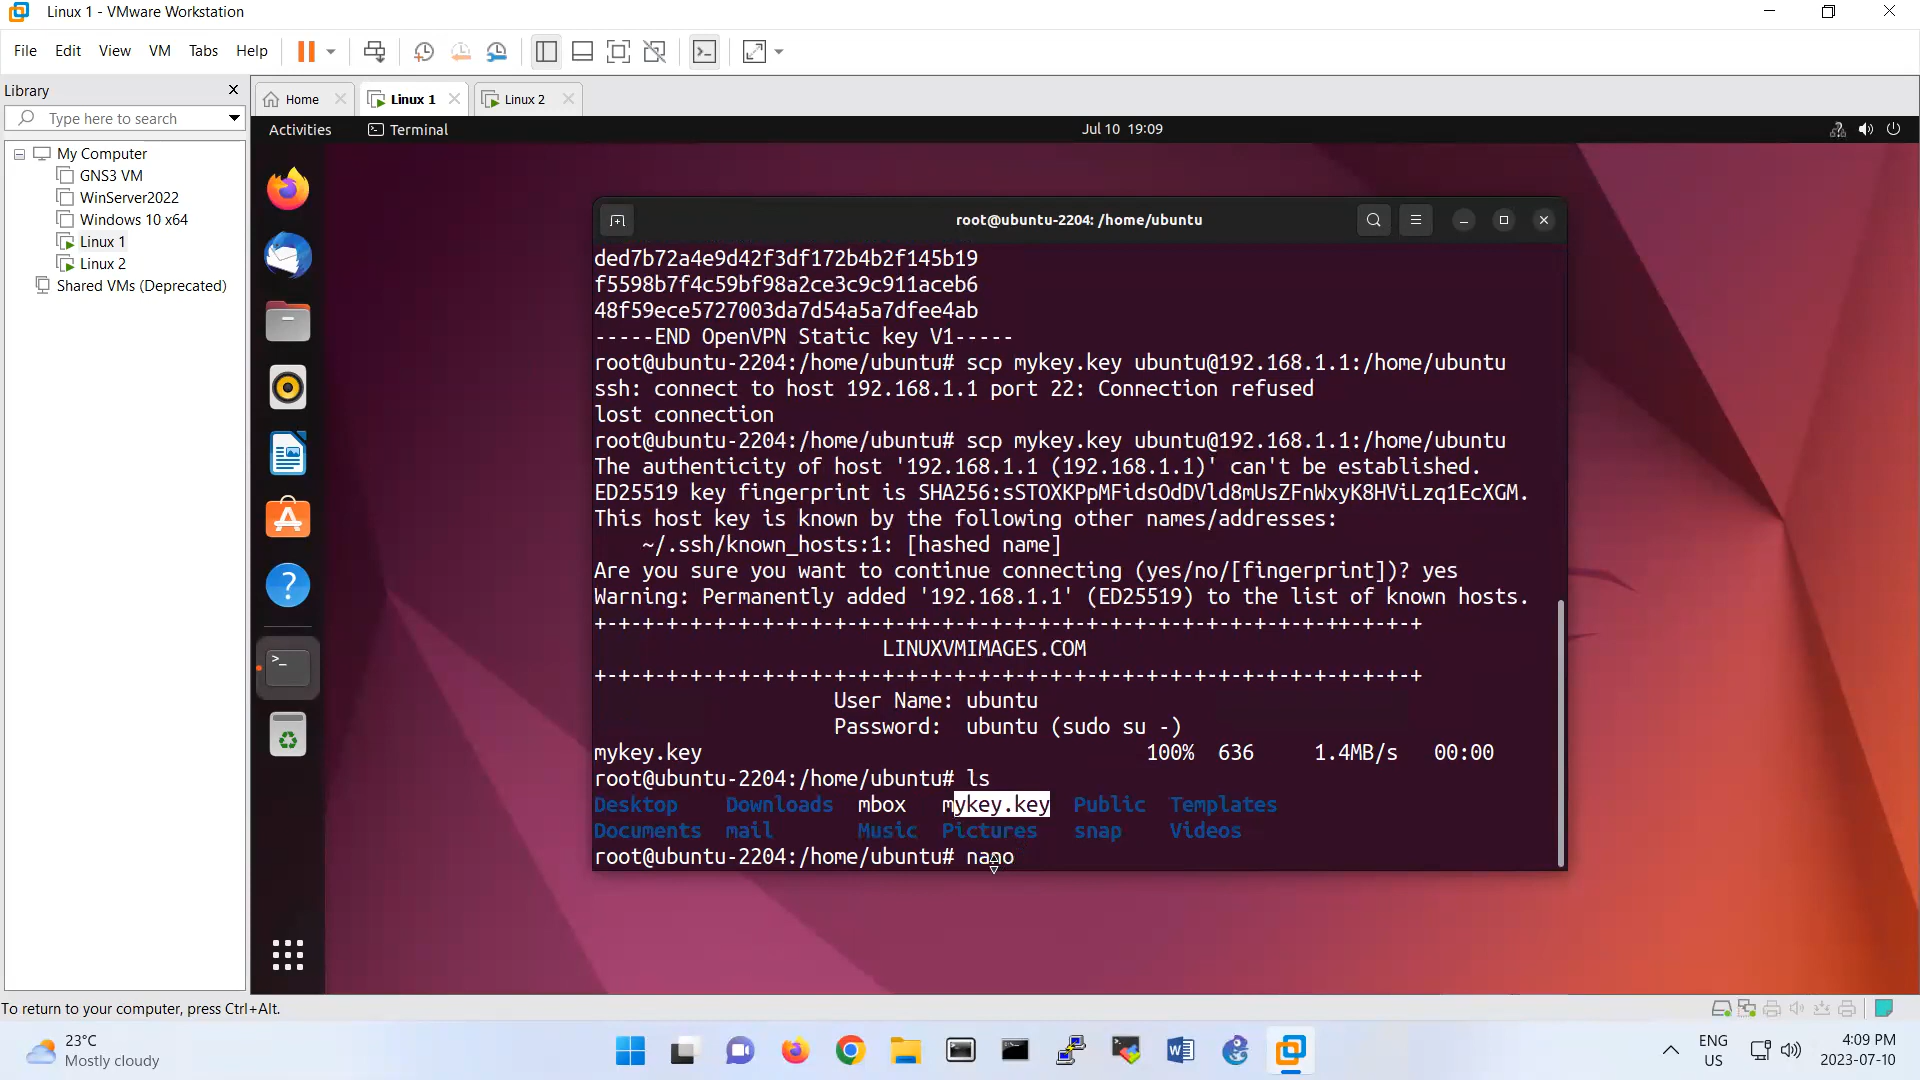 Linux 1 - VMware Workstation
File Edit View VM Tabs Help
Library
Type here to search
My Computer
GNS3 VM
WinServer2022
Windows 10 x64
Linux 1
Linux 2
Shared VMs (Deprecated)
Home Linux 1 Linux 2
Activities Terminal Jul 10 19:09
root@ubuntu-2204: /home/ubuntu
ded7b72a4e9d42f3df172b4b2f145b19
f5598b7f4c59bf98a2ce3c9c911aceb6
48f59ece5727003da7d54a5a7dfee4ab
-----END OpenVPN Static key V1-----
root@ubuntu-2204:/home/ubuntu# scp mykey.key ubuntu@192.168.1.1:/home/ubuntu
ssh: connect to host 192.168.1.1 port 22: Connection refused
lost connection
root@ubuntu-2204:/home/ubuntu# scp mykey.key ubuntu@192.168.1.1:/home/ubuntu
The authenticity of host '192.168.1.1 (192.168.1.1)' can't be established.
ED25519 key fingerprint is SHA256:sSTOXKPpMFidsOdDVld8mUsZFnWxyK8HViLzq1EcXGM.
This host key is known by the following other names/addresses:
~/.ssh/known_hosts:1: [hashed name]
Are you sure you want to continue connecting (yes/no/[fingerprint])? yes
Warning: Permanently added '192.168.1.1' (ED25519) to the list of known hosts.
+-+-+-+-+-+-+-+-+-+-+-+-+-++-+-+-+-+-+-+-+-+-+-+-+-+-+-+-+-+-+-++-+-+
LINUXVMIMAGES.COM
+-+-+-+-+-+-+-+-+-+-+-+-+-++-+-+-+-+-+-+-+-+-+-+-+-+-+-+-+-+-+-+-+-+
User Name: ubuntu
Password: ubuntu (sudo su -)
mykey.key 100% 636 1.4MB/s 00:00
root@ubuntu-2204:/home/ubuntu# ls
Desktop Downloads mbox mykey.key Public Templates
Documents mail Music Pictures snap Videos
root@ubuntu-2204:/home/ubuntu# nano
To return to your computer, press Ctrl+Alt.
23°C
Mostly cloudy
ENG
US
4:09 PM
2023-07-10